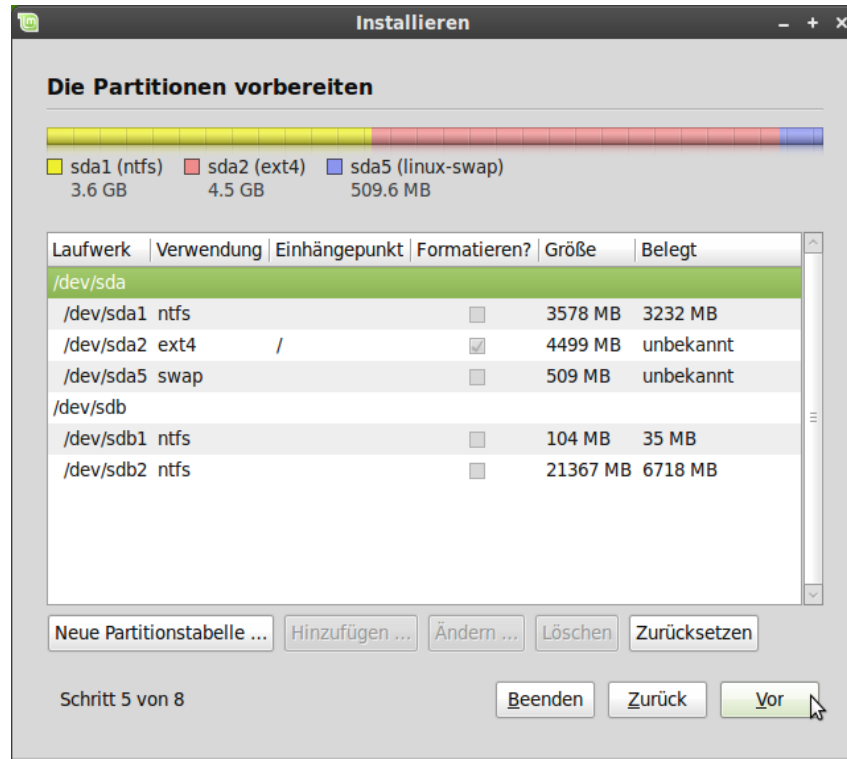 Installieren
Die Partitionen vorbereiten
sda1 (ntfs) sda2 (ext4) sda5 (linux-swap)
3.6 GB 4.5 GB 509.6 MB
Laufwerk Verwendung Einhängepunkt Formatieren? Größe Belegt
/dev/sda
/dev/sda1 ntfs 3578 MB 3232 MB
/dev/sda2 ext4 / 4499 MB unbekannt
/dev/sda5 swap 509 MB unbekannt
/dev/sdb
/dev/sdb1 ntfs 104 MB 35 MB
/dev/sdb2 ntfs 21367 MB 6718 MB
Neue Partitionstabelle ... Hinzufügen ... Ändern ... Löschen Zurücksetzen
Schritt 5 von 8 Beenden Zurück Vor